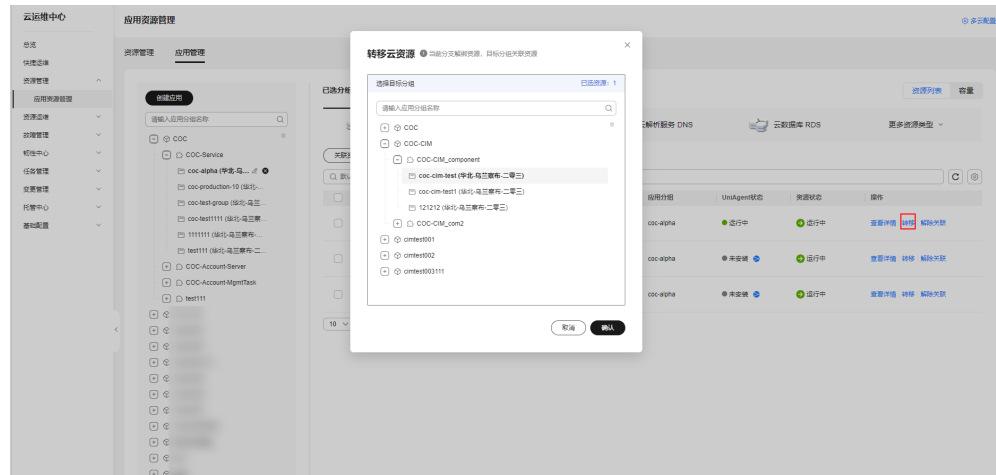 云运维中心
应用资源管理
多云配置
总览
快捷运维
资源管理
应用资源管理
资源运维
故障管理
韧性中心
任务管理
变更管理
托管中心
基础配置
资源管理
应用管理
创建应用
请输入应用分组名称
COC
COC-Service
coc-alpha (华北-乌...
coc-production-10 (华北-...
coc-test-group (华北-乌兰...
coc-test1111 (华北-乌兰察...
1111111 (华北-乌兰察布-...
test111 (华北-乌兰察布-二...
COC-Account-Server
COC-Account-MgmtTask
test111
已选分组
转移云资源
当前分支解绑资源,目标分组关联资源
选择目标分组
已选资源:1
请输入应用分组名称
COC
COC-CIM
COC-CIM_component
coc-cim-test (华北-乌兰察布-二零三)
coc-cim-test1 (华北-乌兰察布-二零三)
121212 (华北-乌兰察布-二零三)
COC-CIM_com2
cimtest001
cimtest002
cimtest003111
取消
确认
资源列表
容量
云解析服务 DNS
云数据库 RDS
更多资源类型
应用分组
UniAgent状态
资源状态
操作
coc-alpha
运行中
运行中
查看详情 转移 解除关联
coc-alpha
未安装
运行中
查看详情 转移 解除关联
coc-alpha
未安装
运行中
查看详情 转移 解除关联
10